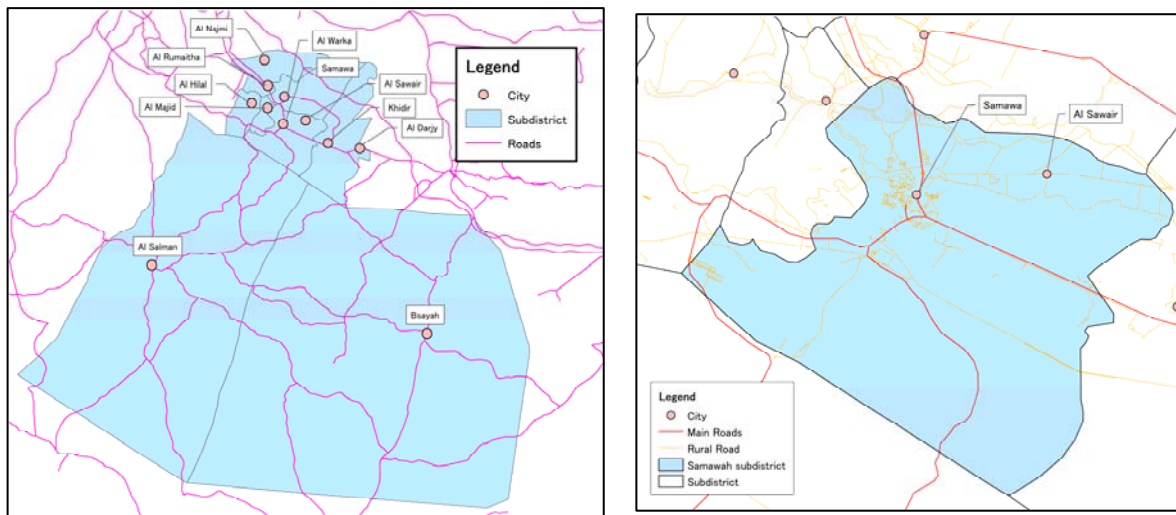 Al Najmi
Al Warka
Al Rumaitha
Samawa
Al Hilal
Al Sawair
Al Majid
Khidir
Al Darjy
Legend
City
Subdistrict
Roads
Al Salman
Bsayah
Samawa
Al Sawair
Legend
City
Main Roads
Rural Road
Samawah subdistrict
Subdistrict